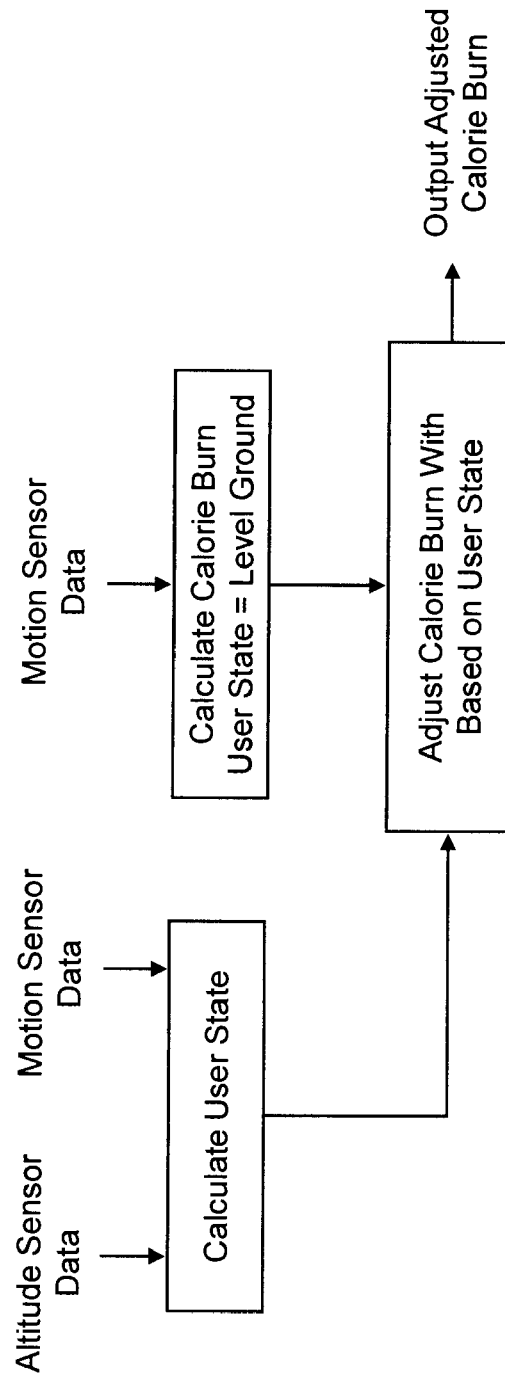 Altitude Sensor
Data
Motion Sensor
Data
Motion Sensor
Data
Calculate User State
Calculate Calorie Burn
User State = Level Ground
Adjust Calorie Burn With
Based on User State
Output Adjusted
Calorie Burn